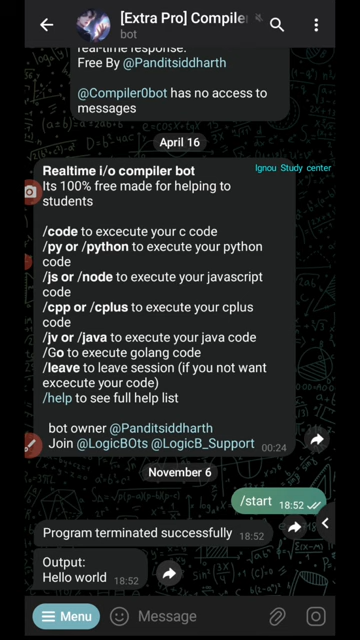 [Extra Pro] Compiler
bot
real-time response.
Free By @Panditsiddharth
@Compiler0bot has no access to
messages
April 16
Ignou Study center
Realtime i/o compiler bot
Its 100% free made for helping to
students
/code to excecute your c code
/py or /python to execute your python
code
/js or /node to execute your javascript
code
/cpp or /cplus to execute your cplus
code
/jv or /java to execute your java code
/Go to execute golang code
/leave to leave session (if you not want
excecute your code)
/help to see full help list
bot owner @Panditsiddharth
Join @LogicBOts @LogicB_Support
00:24
November 6
/start 18:52
Program terminated successfully 18:52
Output:
Hello world 18:52
Menu
Message